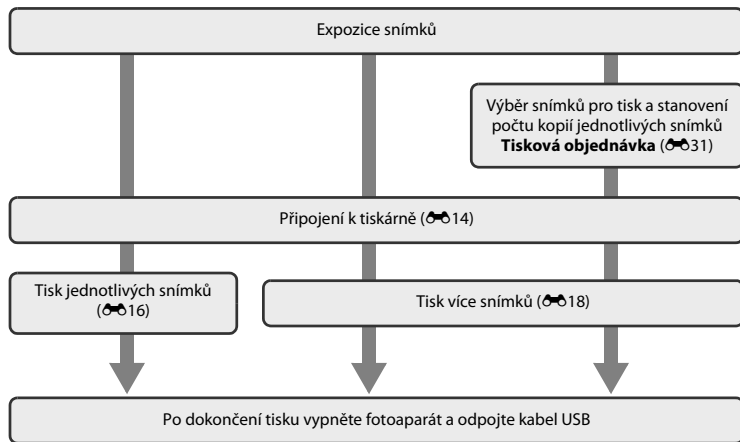 Expozice snímků
Výběr snímků pro tisk a stanovení
počtu kopií jednotlivých snímků
Tisková objednávka (31)
Připojení k tiskárně (14)
Tisk jednotlivých snímků
(16)
Tisk více snímků (18)
Po dokončení tisku vypněte fotoaparát a odpojte kabel USB